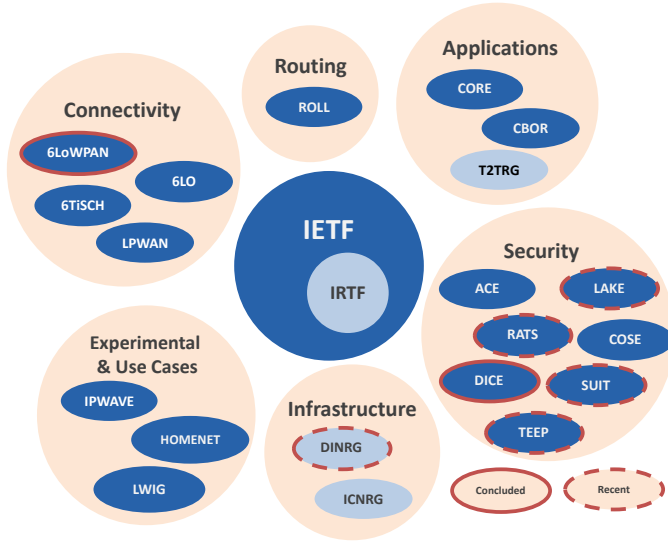 Routing
ROLL
Applications
CORE
CBOR
T2TRG
Connectivity
6LoWPAN
6LO
6TiSCH
LPWAN
IETF
IRTF
Security
ACE
LAKE
RATS
COSE
DICE
SUIT
TEEP
Experimental
& Use Cases
IPWAVE
HOMENET
LWIG
Infrastructure
DINRG
ICNRG
Concluded
Recent